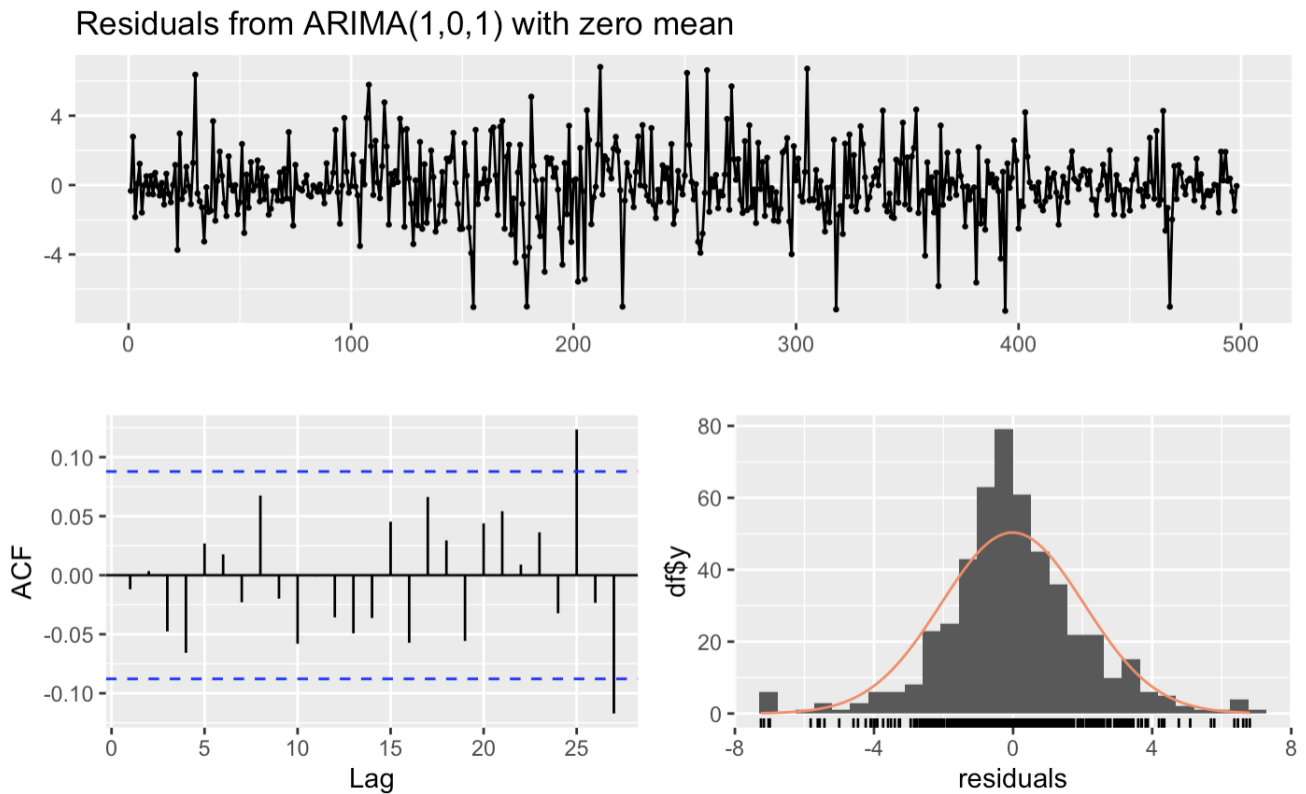 Residuals from ARIMA(1,0,1) with zero mean
4
0
-4
0 100 200 300 400 500
0.10
0.05
0.00
-0.05
-0.10
ACF
0 5 10 15 20 25
Lag
80
60
40
20
0
df$y
-8 -4 0 4 8
residuals